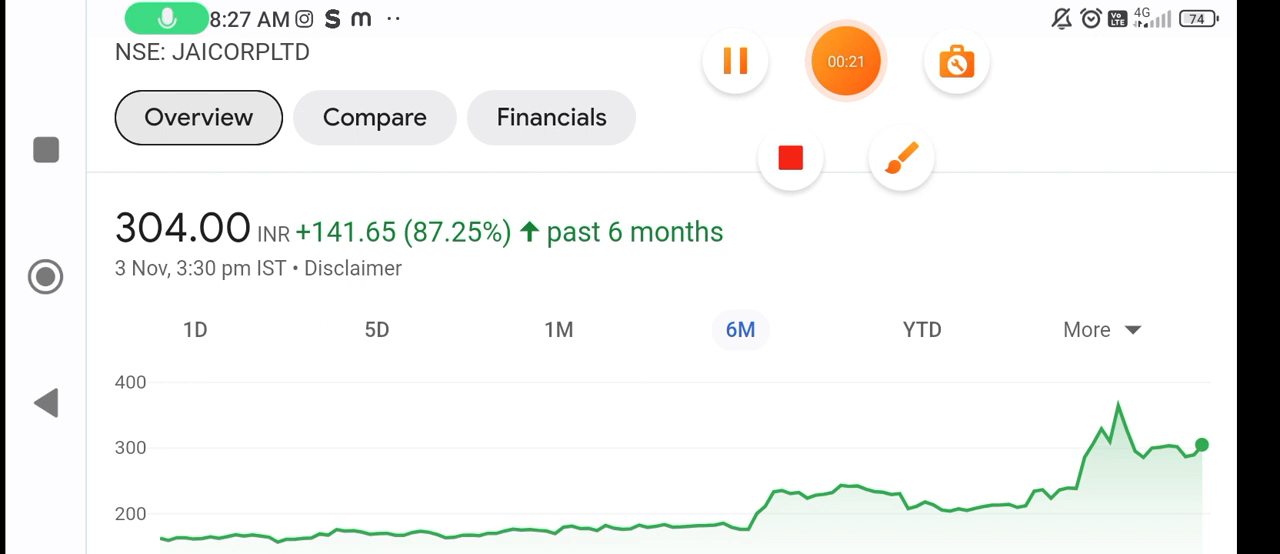 8:27 AM S m ··
4G
Vo LTE
74
NSE: JAICORPLTD
00:21
Overview Compare Financials
304.00 INR +141.65 (87.25%) ↑ past 6 months
3 Nov, 3:30 pm IST • Disclaimer
1D 5D 1M 6M YTD More
400
300
200